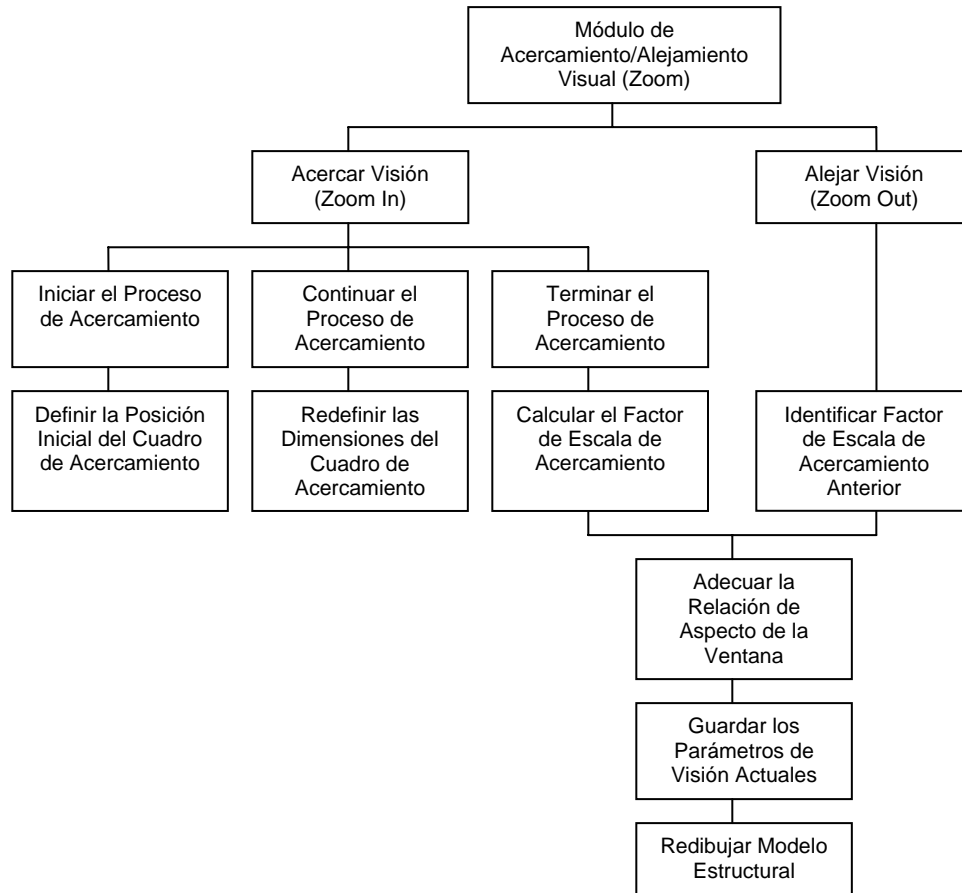 Módulo de
Acercamiento/Alejamiento
Visual (Zoom)
Acercar Visión
(Zoom In)
Alejar Visión
(Zoom Out)
Iniciar el Proceso
de Acercamiento
Continuar el
Proceso de
Acercamiento
Terminar el
Proceso de
Acercamiento
Definir la Posición
Inicial del Cuadro
de Acercamiento
Redefinir las
Dimensiones del
Cuadro de
Acercamiento
Calcular el Factor
de Escala de
Acercamiento
Identificar Factor
de Escala de
Acercamiento
Anterior
Adecuar la
Relación de
Aspecto de la
Ventana
Guardar los
Parámetros de
Visión Actuales
Redibujar Modelo
Estructural